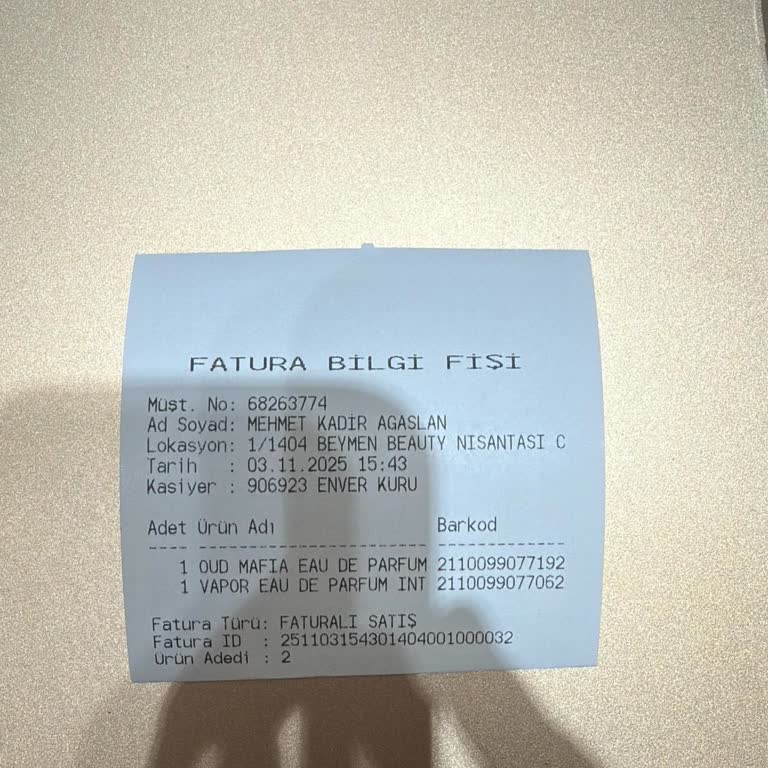 FATURA BİLGİ FİŞİ
Müşt. No: 68263774
Ad Soyad: MEHMET KADİR AGASLAN
Lokasyon: 1/1404 BEYMEN BEAUTY NISANTASI C
Tarih : 03.11.2025 15:43
Kasiyer : 906923 ENVER KURU
Adet Ürün Adı Barkod
1 OUD MAFIA EAU DE PARFUM 2110099077192
1 VAPOR EAU DE PARFUM INT 2110099077062
Fatura Türü: FATURALI SATIŞ
Fatura ID : 251103154301404001000032
Ürün Adedi : 2